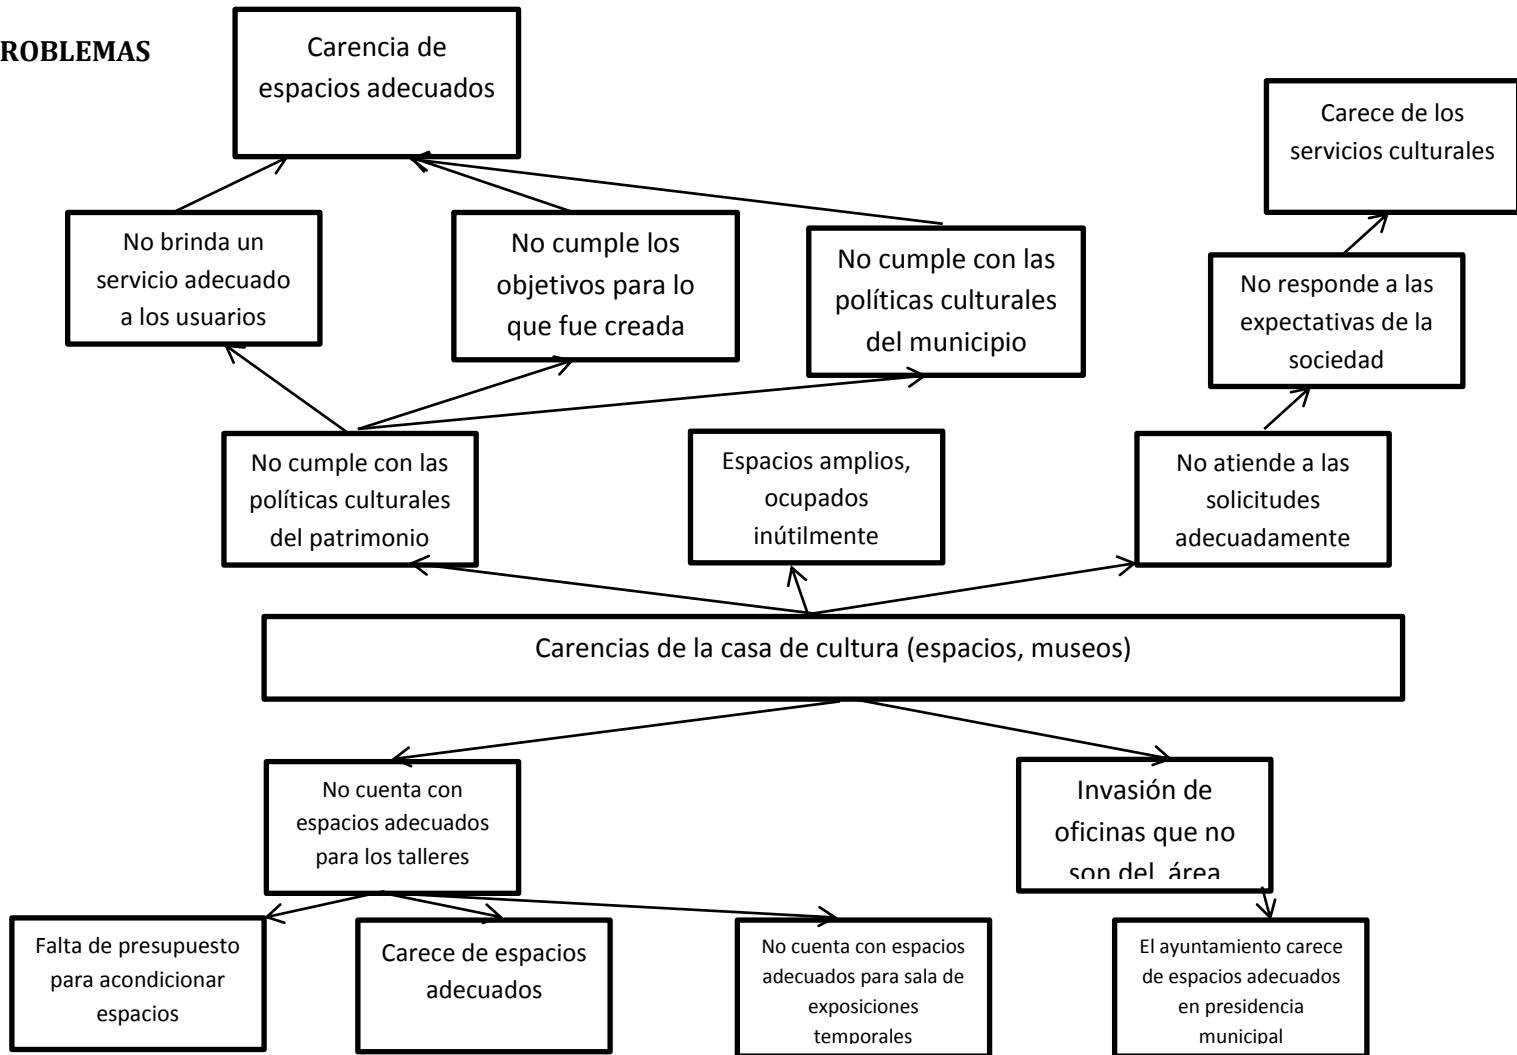 ROBLEMAS
Carencia de
espacios adecuados
Carece de los
servicios culturales
No brinda un
servicio adecuado
a los usuarios
No cumple los
objetivos para lo
que fue creada
No cumple con las
políticas culturales
del municipio
No responde a las
expectativas de la
sociedad
No cumple con las
políticas culturales
del patrimonio
Espacios amplios,
ocupados
inútilmente
No atiende a las
solicitudes
adecuadamente
Carencias de la casa de cultura (espacios, museos)
No cuenta con
espacios adecuados
para los talleres
Invasión de
oficinas que no
son del área
Falta de presupuesto
para acondicionar
espacios
Carece de espacios
adecuados
No cuenta con espacios
adecuados para sala de
exposiciones
temporales
El ayuntamiento carece
de espacios adecuados
en presidencia
municipal